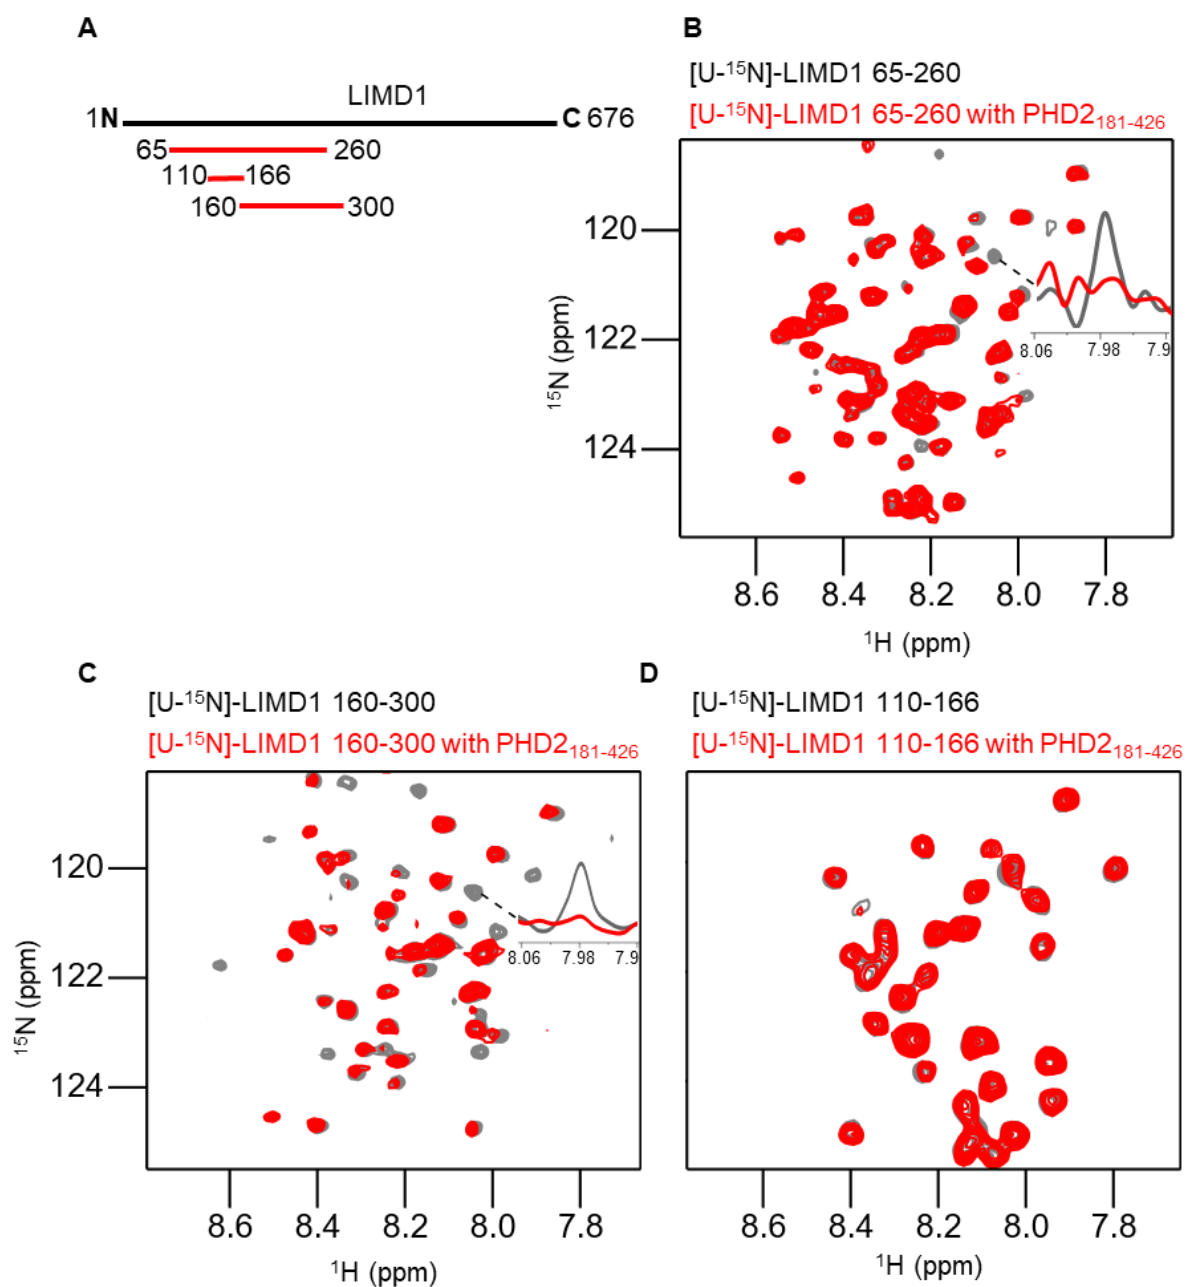 A
LIMD1
1N C 676
65 260
110 166
160 300
B
[U-¹⁵N]-LIMD1 65-260
[U-¹⁵N]-LIMD1 65-260 with PHD2₁₈₁₋₄₂₆
¹⁵N (ppm)
120
122
124
8.06 7.98 7.9
8.6 8.4 8.2 8.0 7.8
¹H (ppm)
C
[U-¹⁵N]-LIMD1 160-300
[U-¹⁵N]-LIMD1 160-300 with PHD2₁₈₁₋₄₂₆
¹⁵N (ppm)
120
122
124
8.06 7.98 7.9
8.6 8.4 8.2 8.0 7.8
¹H (ppm)
D
[U-¹⁵N]-LIMD1 110-166
[U-¹⁵N]-LIMD1 110-166 with PHD2₁₈₁₋₄₂₆
8.6 8.4 8.2 8.0 7.8
¹H (ppm)